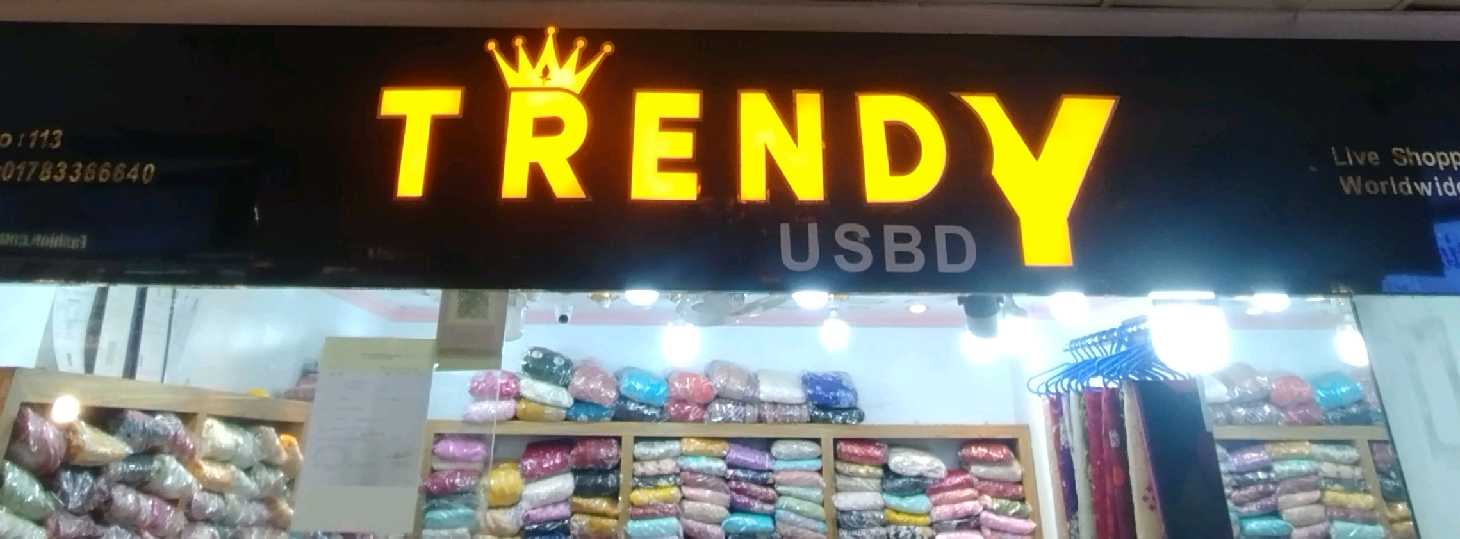 TRENDY
USBD
o : 113
:01783366640
Live Shopp
Worldwide